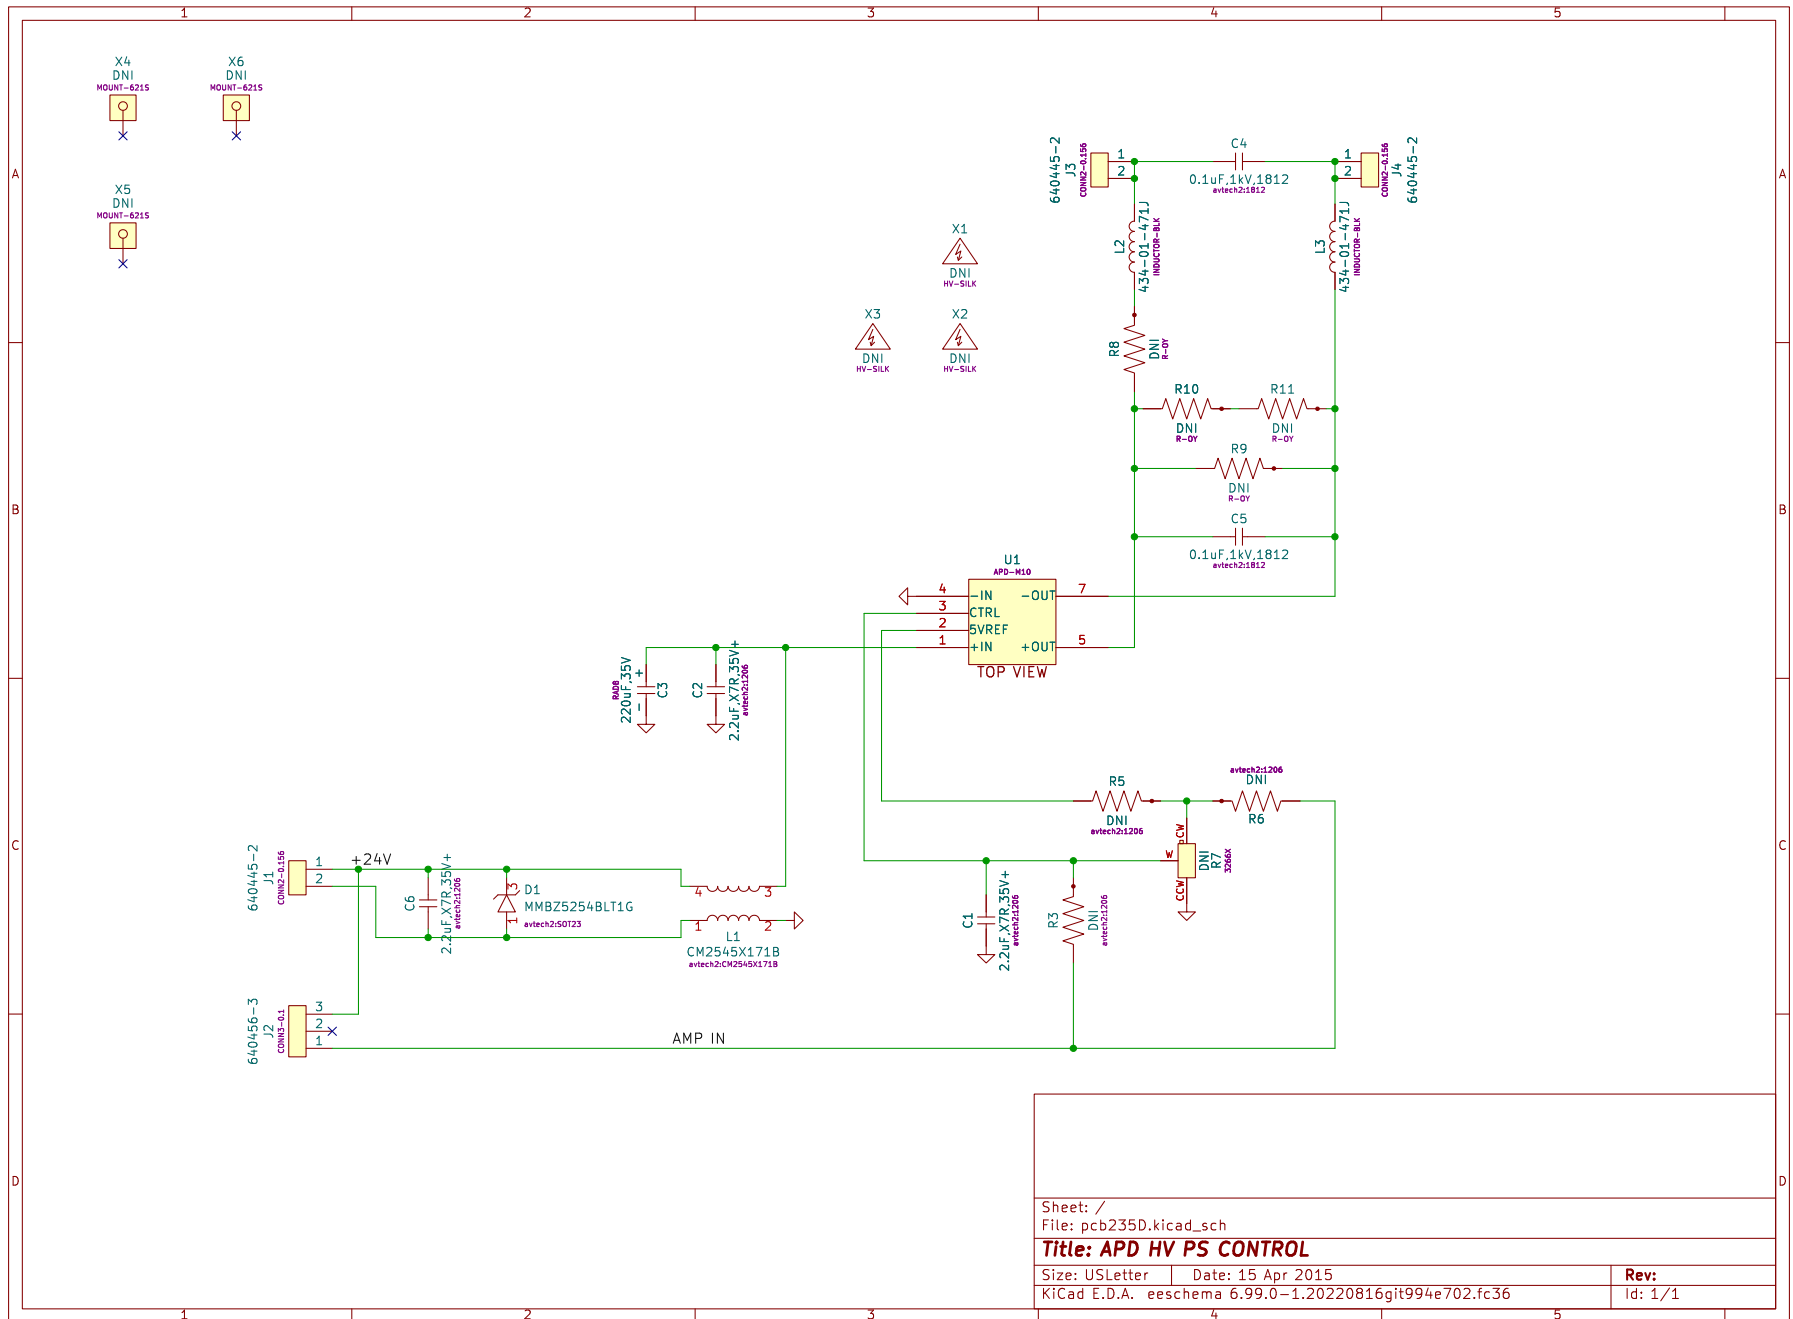 1 2 3 4 5
X4
DNI
MOUNT-621S
X6
DNI
MOUNT-621S
X5
DNI
MOUNT-621S
A
A
640445-2
J3
CONN2-0.156
1
2
C4
0.1uF,1kV,1812
avtech2:1812
1
2
CONN2-0.156
J4
640445-2
X1
DNI
HV-SILK
L2
434-01-471J
INDUCTOR-BLK
L3
434-01-471J
INDUCTOR-BLK
X3
DNI
HV-SILK
X2
DNI
HV-SILK
R8
DNI
R-OY
R10
DNI
R-OY
R11
DNI
R-OY
R9
DNI
R-OY
B
B
C5
0.1uF,1kV,1812
avtech2:1812
U1
APD-M10
4 -IN -OUT 7
3 CTRL
2 5VREF
1 +IN +OUT 5
TOP VIEW
RAD8
220uF,35V
+
-
C3
C2
2.2uF,X7R,35V+
avtech2:1206
R5
DNI
avtech2:1206
avtech2:1206
DNI
R6
C
C
CW
W
CCW
DNI
R7
3266X
640445-2
J1
CONN2-0.156
1
2
+24V
C6
2.2uF,X7R,35V+
avtech2:1206
3
1
D1
MMBZ5254BLT1G
avtech2:SOT23
4 3
1 2
L1
CM2545X171B
avtech2:CM2545X171B
C1
2.2uF,X7R,35V+
avtech2:1206
R3
DNI
avtech2:1206
640456-3
J2
CONN3-0.1
3
2
1
AMP IN
D
D
Sheet: /
File: pcb235D.kicad_sch
Title: APD HV PS CONTROL
Size: USLetter Date: 15 Apr 2015 Rev:
KiCad E.D.A. eeschema 6.99.0-1.20220816git994e702.fc36 Id: 1/1
1 2 3 4 5